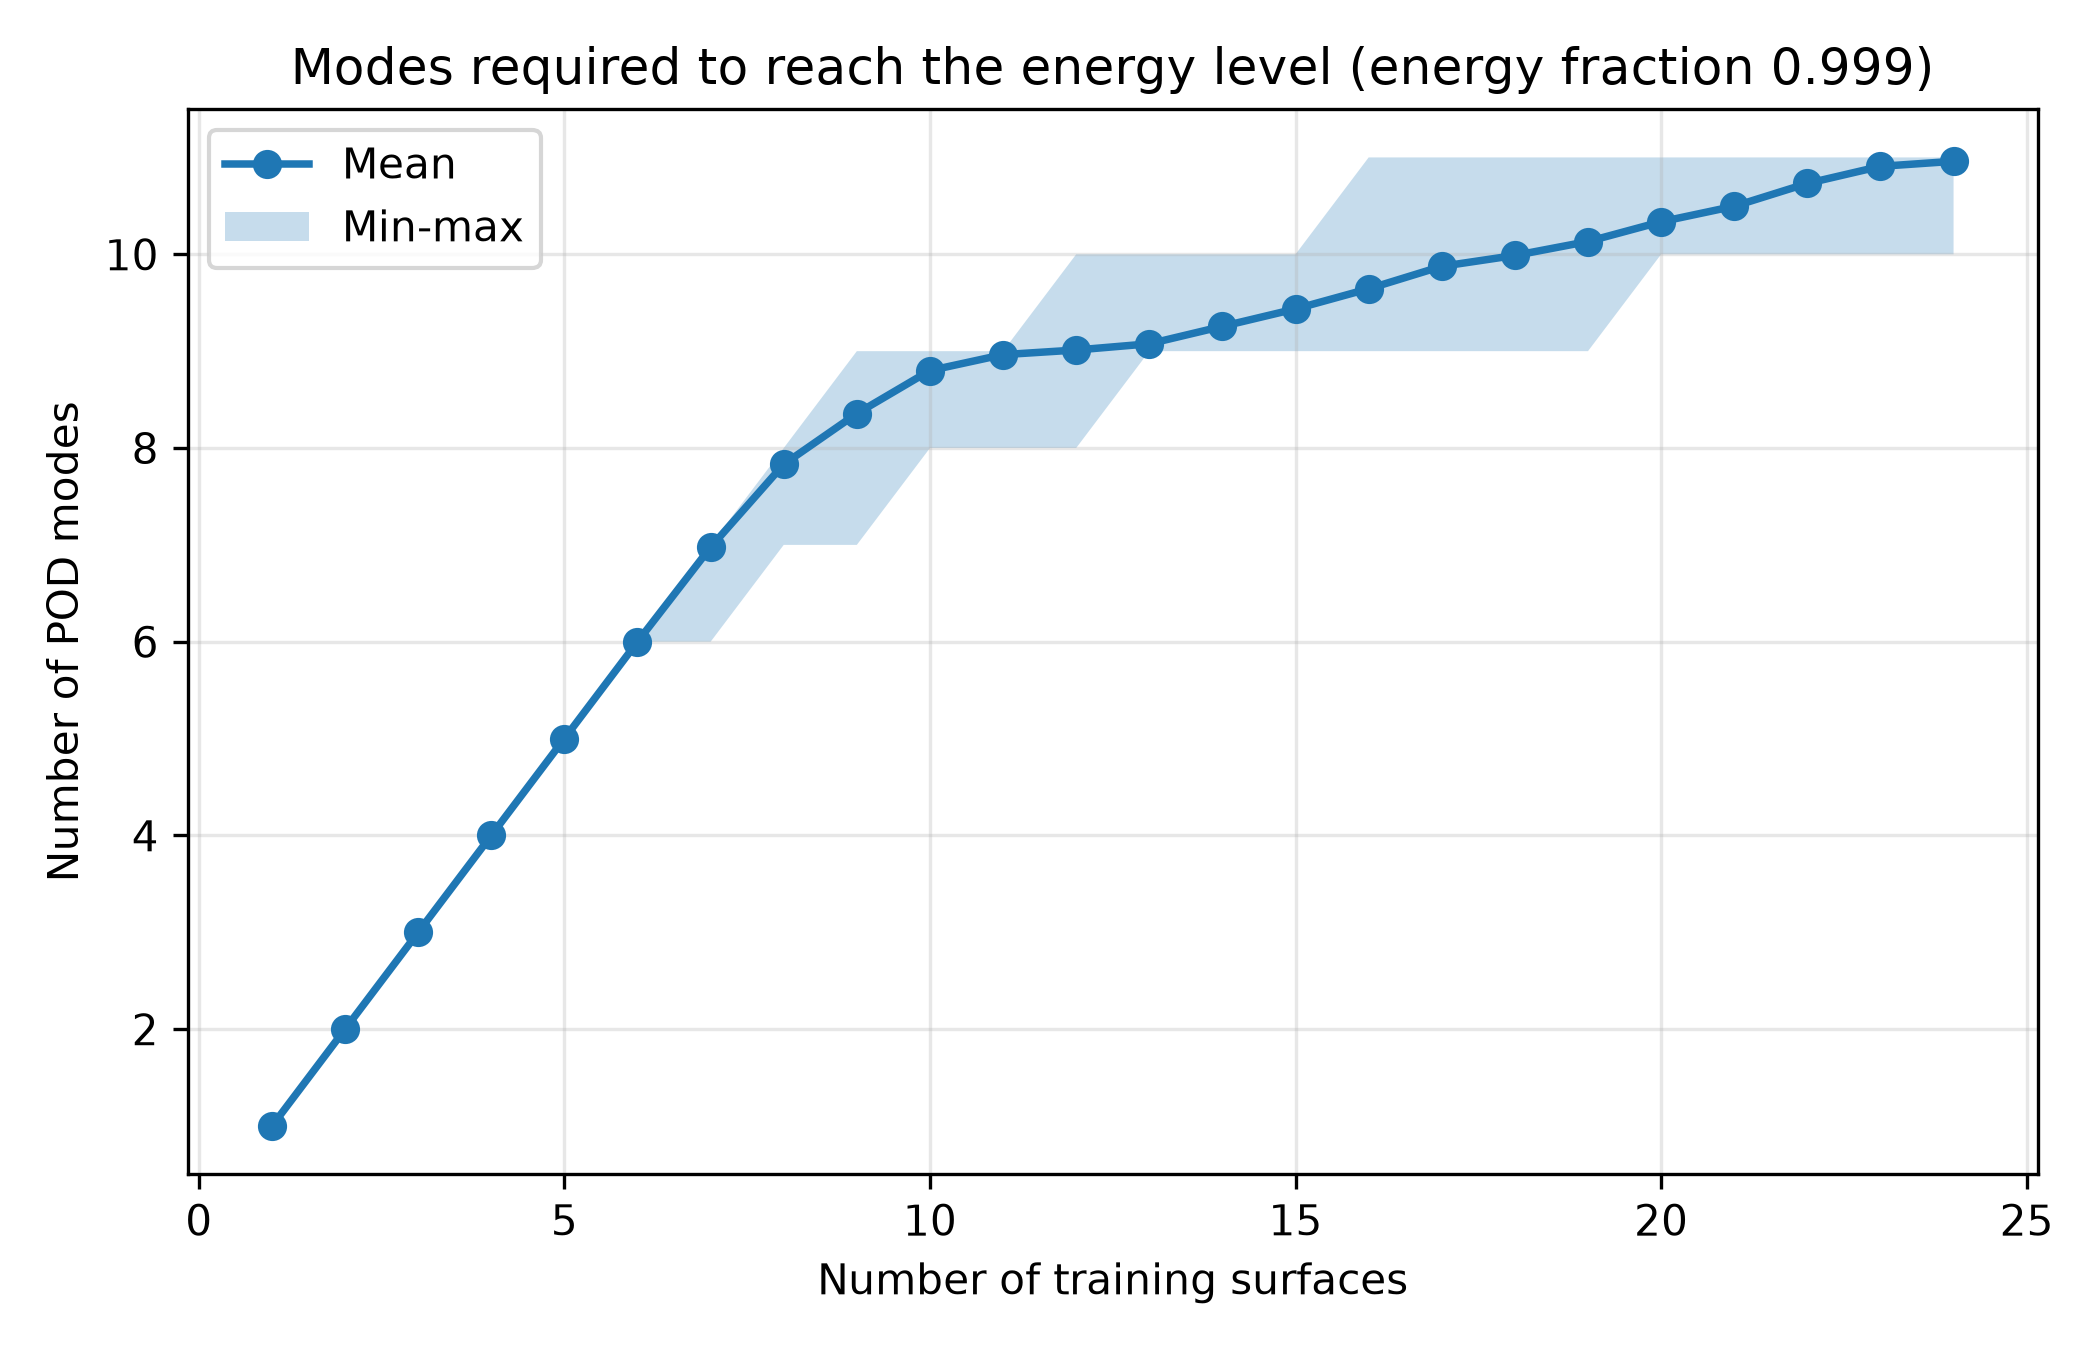 Modes required to reach the energy level (energy fraction 0.999)
Mean
Min-max
10
8
6
4
2
Number of POD modes
0 5 10 15 20 25
Number of training surfaces